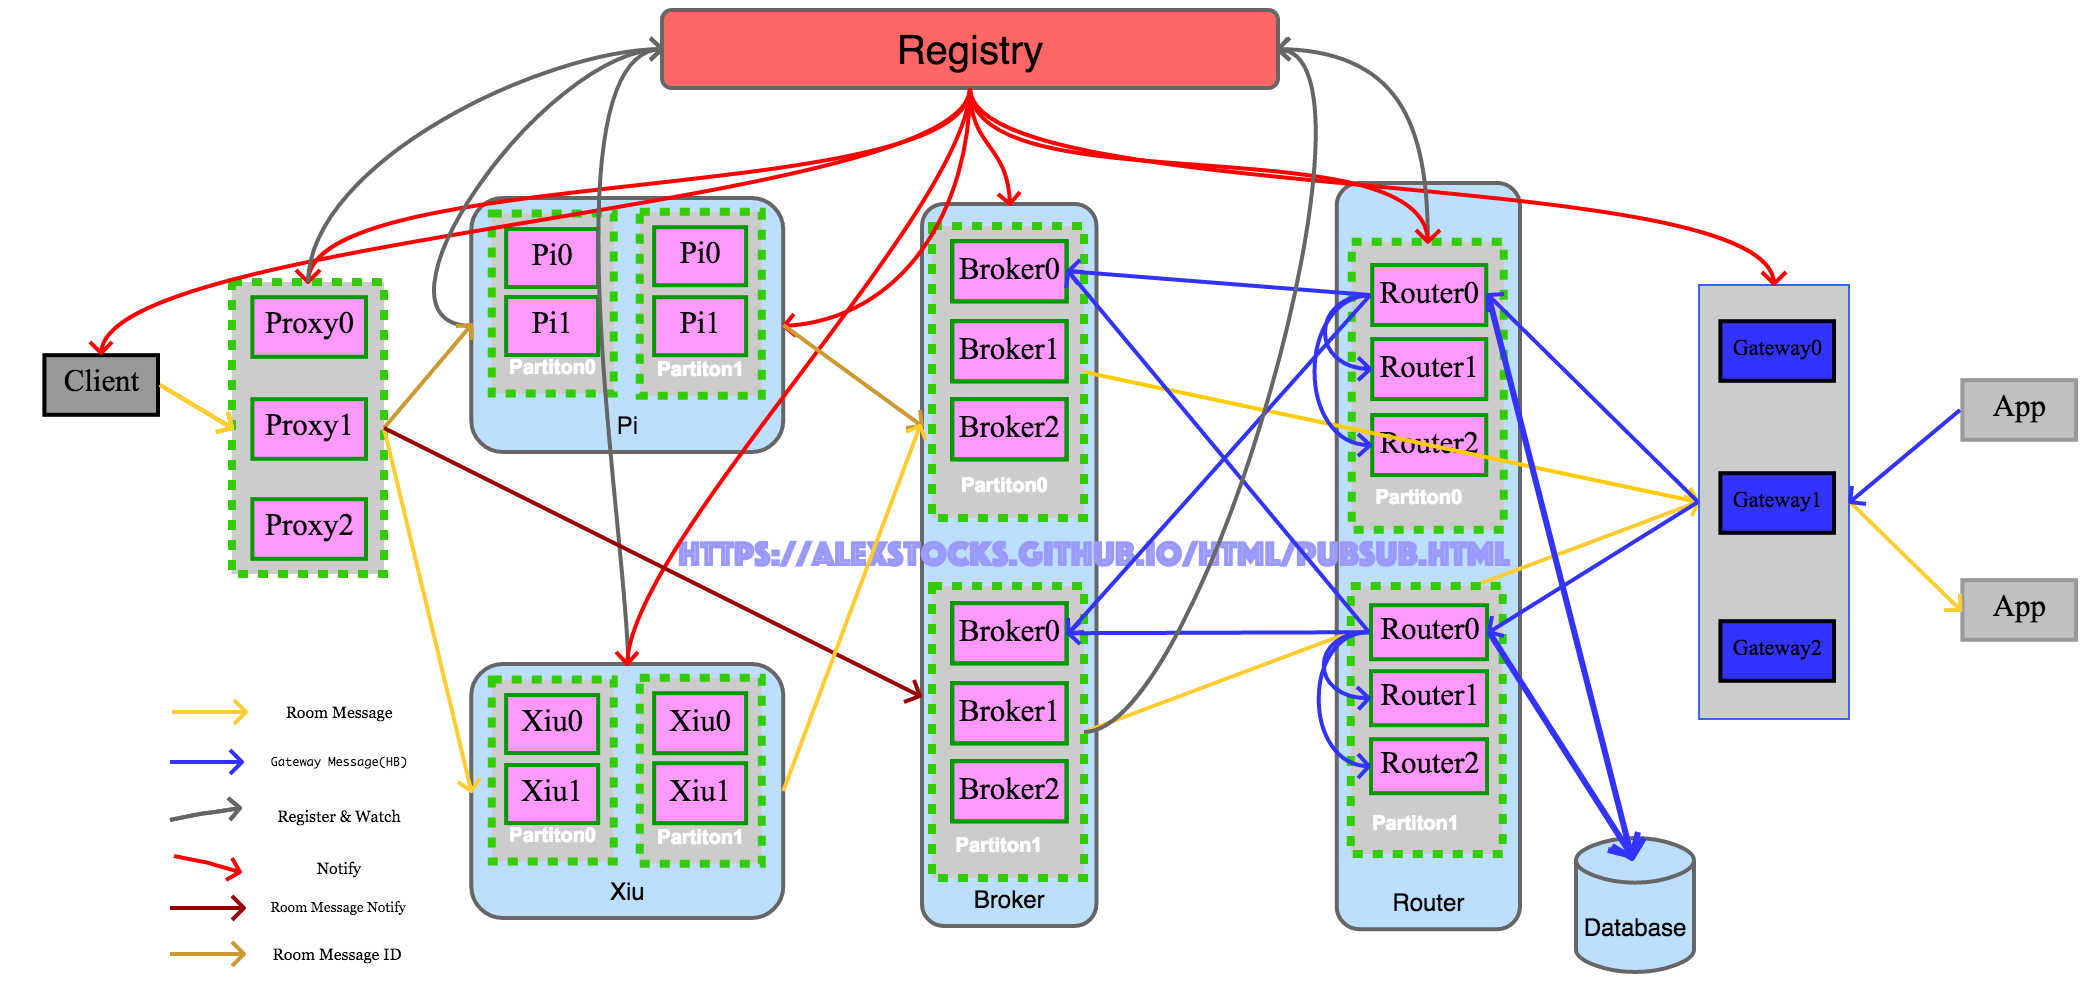 Registry
Pi0
Pi1
Partiton0
Pi0
Pi1
Partiton1
Pi
Proxy0
Proxy1
Proxy2
Client
Broker0
Broker1
Broker2
Partiton0
Router0
Router1
Router2
Partiton0
Gateway0
Gateway1
Gateway2
App
App
HTTPS://ALEXSTOCKS.GITHUB.IO/HTML/PUBSUB.HTML
Xiu0
Xiu1
Partiton0
Xiu0
Xiu1
Partiton1
Xiu
Broker0
Broker1
Broker2
Partiton1
Broker
Router0
Router1
Router2
Partiton1
Router
Database
Room Message
Gateway Message(HB)
Register & Watch
Notify
Room Message Notify
Room Message ID